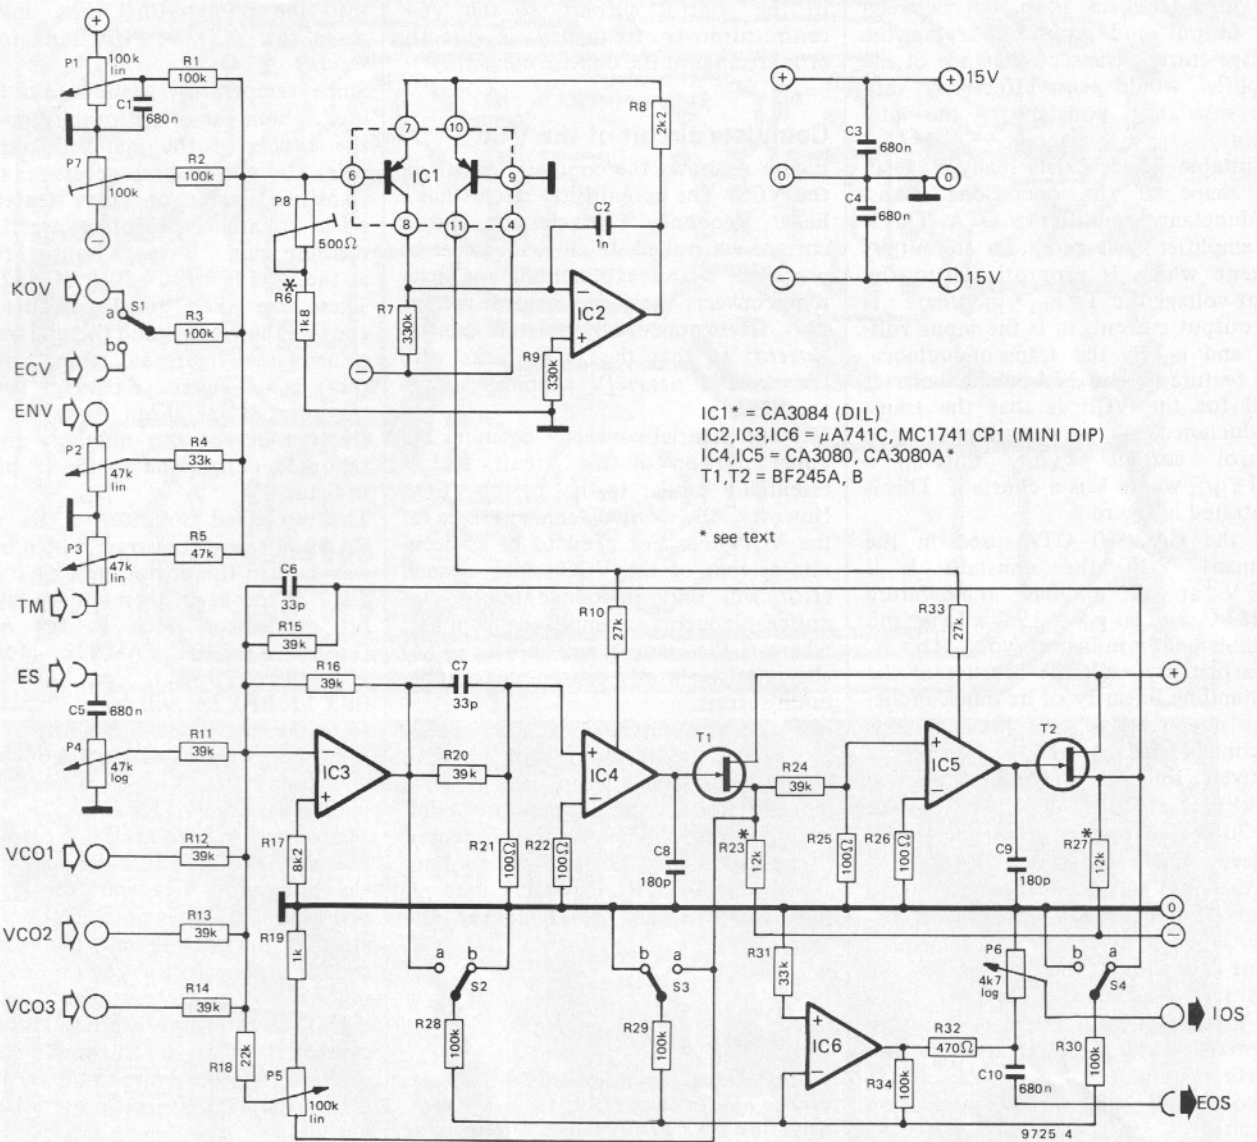 P1
100k
lin
R1
100k
C1
680n
P7
100k
R2
100k
KOV
a
S1
b
ECV
R3
100k
ENV
P2
47k
lin
R4
33k
P3
47k
lin
R5
47k
TM
ES
C5
680n
P4
47k
log
R11
39k
VCO1
R12
39k
VCO2
R13
39k
VCO3
R14
39k
R18
22k
P5
100k
lin
P8
500Ω
*
R6
1k8
6
7
10
9
8
11
4
IC1
R7
330k
C2
1n
R8
2k2
IC2
R9
330k
15V
C3
680n
0
0
C4
680n
15V
IC1* = CA3084 (DIL)
IC2,IC3,IC6 = μA741C, MC1741 CP1 (MINI DIP)
IC4,IC5 = CA3080, CA3080A*
T1,T2 = BF245A, B
* see text
C6
33p
R15
39k
R16
39k
C7
33p
IC3
R17
8k2
R19
1k
R20
39k
R21
100Ω
R22
100Ω
R10
27k
IC4
C8
180p
T1
*
R23
12k
R24
39k
R25
100Ω
R26
100Ω
R33
27k
IC5
C9
180p
T2
*
R27
12k
0
a
b
S2
R28
100k
b
a
S3
R29
100k
R31
33k
IC6
R34
100k
R32
470Ω
P6
4k7
log
C10
680n
b
a
S4
R30
100k
IOS
EOS
9725 4